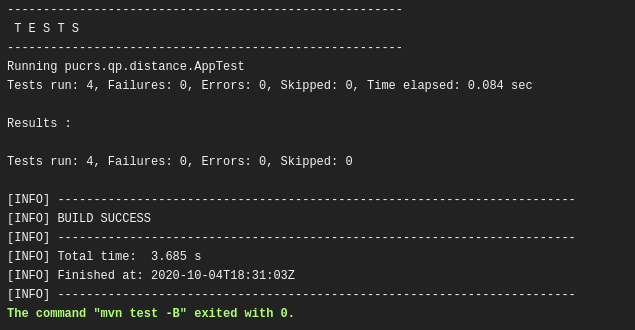 -------------------------------------------------------
 T E S T S
-------------------------------------------------------
Running pucrs.qp.distance.AppTest
Tests run: 4, Failures: 0, Errors: 0, Skipped: 0, Time elapsed: 0.084 sec
Results :
Tests run: 4, Failures: 0, Errors: 0, Skipped: 0
[INFO] ------------------------------------------------------------------------
[INFO] BUILD SUCCESS
[INFO] ------------------------------------------------------------------------
[INFO] Total time:  3.685 s
[INFO] Finished at: 2020-10-04T18:31:03Z
[INFO] ------------------------------------------------------------------------
The command "mvn test -B" exited with 0.